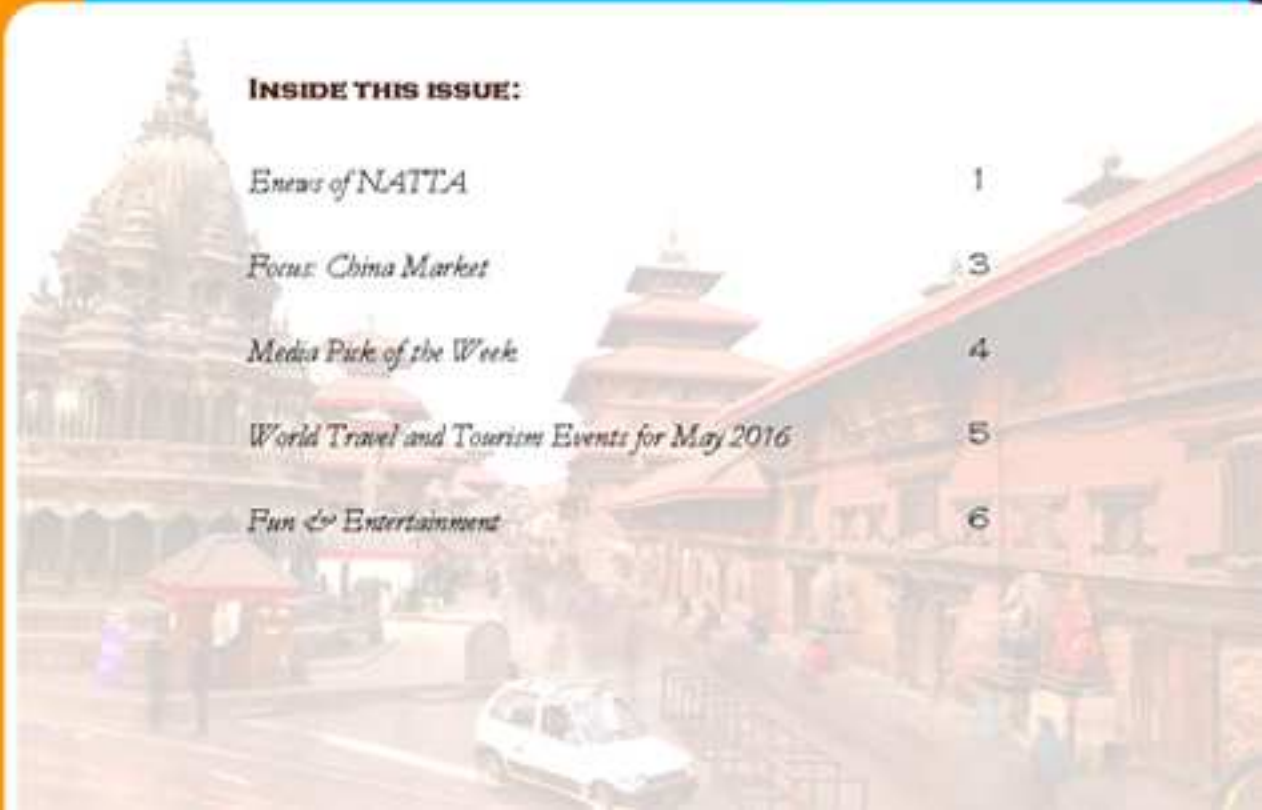 INSIDE THIS ISSUE:
Enews of NATTA 1
Focus: China Market 3
Media Pick of the Week 4
World Travel and Tourism Events for May 2016 5
Fun & Entertainment 6